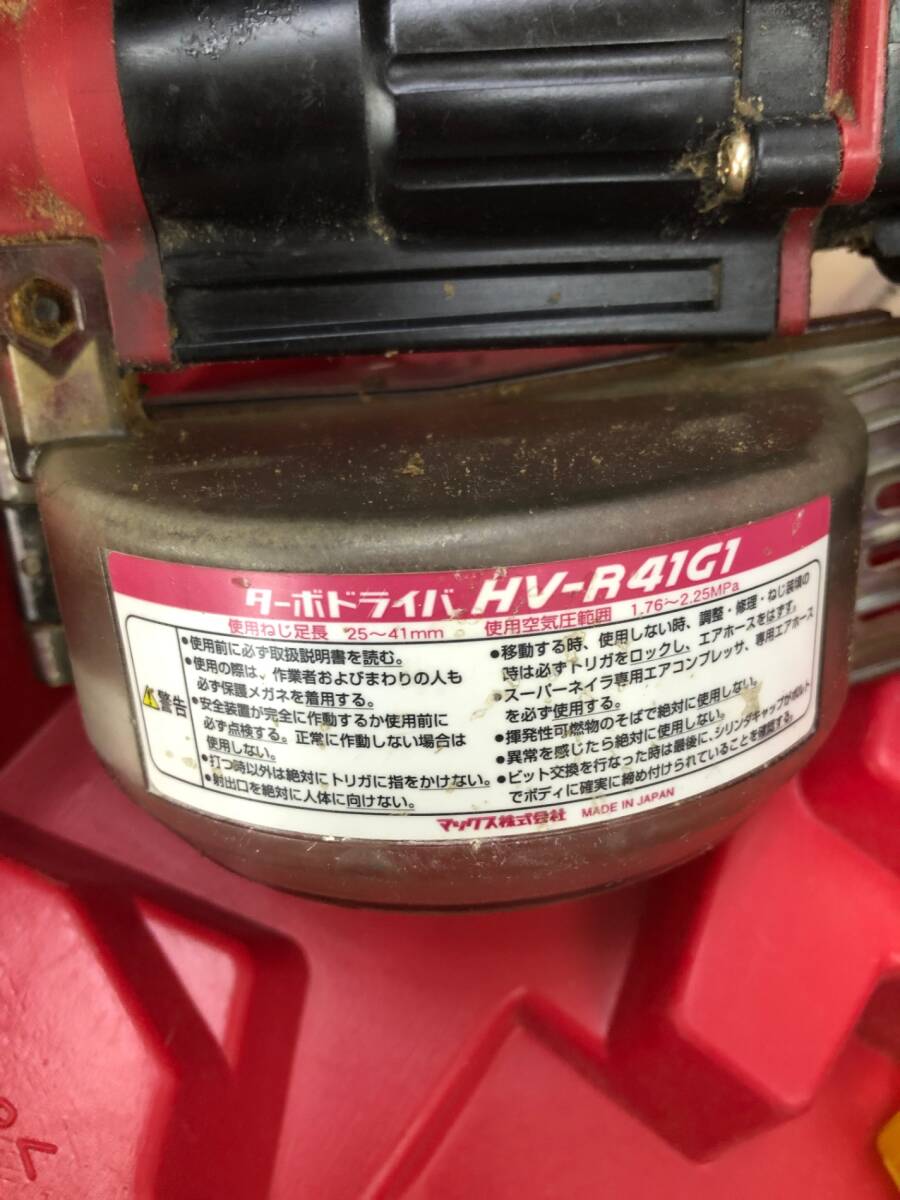 ターボドライバ HV-R41G1
使用ねじ足長 25〜41mm 使用空気圧範囲 1.76〜2.25MPa
警告
•使用前に必ず取扱説明書を読む。
•使用の際は、作業者およびまわりの人も
必ず保護メガネを着用する。
•安全装置が完全に作動するか使用前に
必ず点検する。正常に作動しない場合は
使用しない。
•打つ時以外は絶対にトリガに指をかけない。
•射出口を絶対に人体に向けない。
•移動する時、使用しない時、調整・修理・ねじ装填の
時は必ずトリガをロックし、エアホースをはずす。
•スーパーネイラ専用エアコンプレッサ、専用エアホース
を必ず使用する。
•揮発性可燃物のそばで絶対に使用しない。
•異常を感じたら絶対に使用しない。
•ビット交換を行なった時は最後に、シリンダキャップがボルト
でボディに確実に締め付けられていることを確認する。
マックス株式会社 MADE IN JAPAN